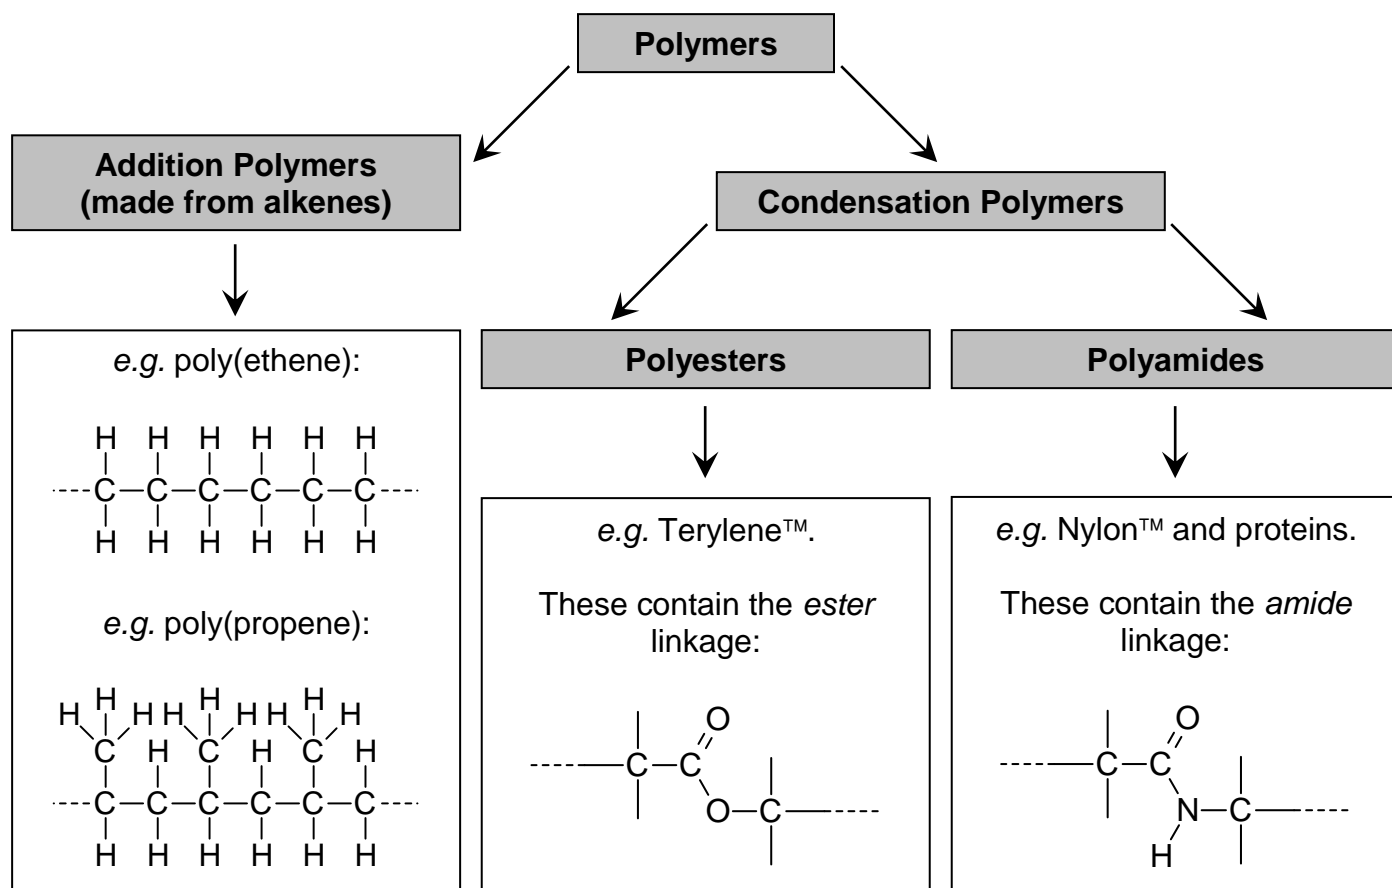 Polymers
Addition Polymers
(made from alkenes)
Condensation Polymers
e.g. poly(ethene):
H H H H H H
C C C C C C
H H H H H H
e.g. poly(propene):
H H H H H H H H H
C H C H C H
C C C C C C
H H H H H H
Polyesters
e.g. Terylene™.
These contain the ester
linkage:
O
C C
O C
Polyamides
e.g. Nylon™ and proteins.
These contain the amide
linkage:
O
C C
N C
H